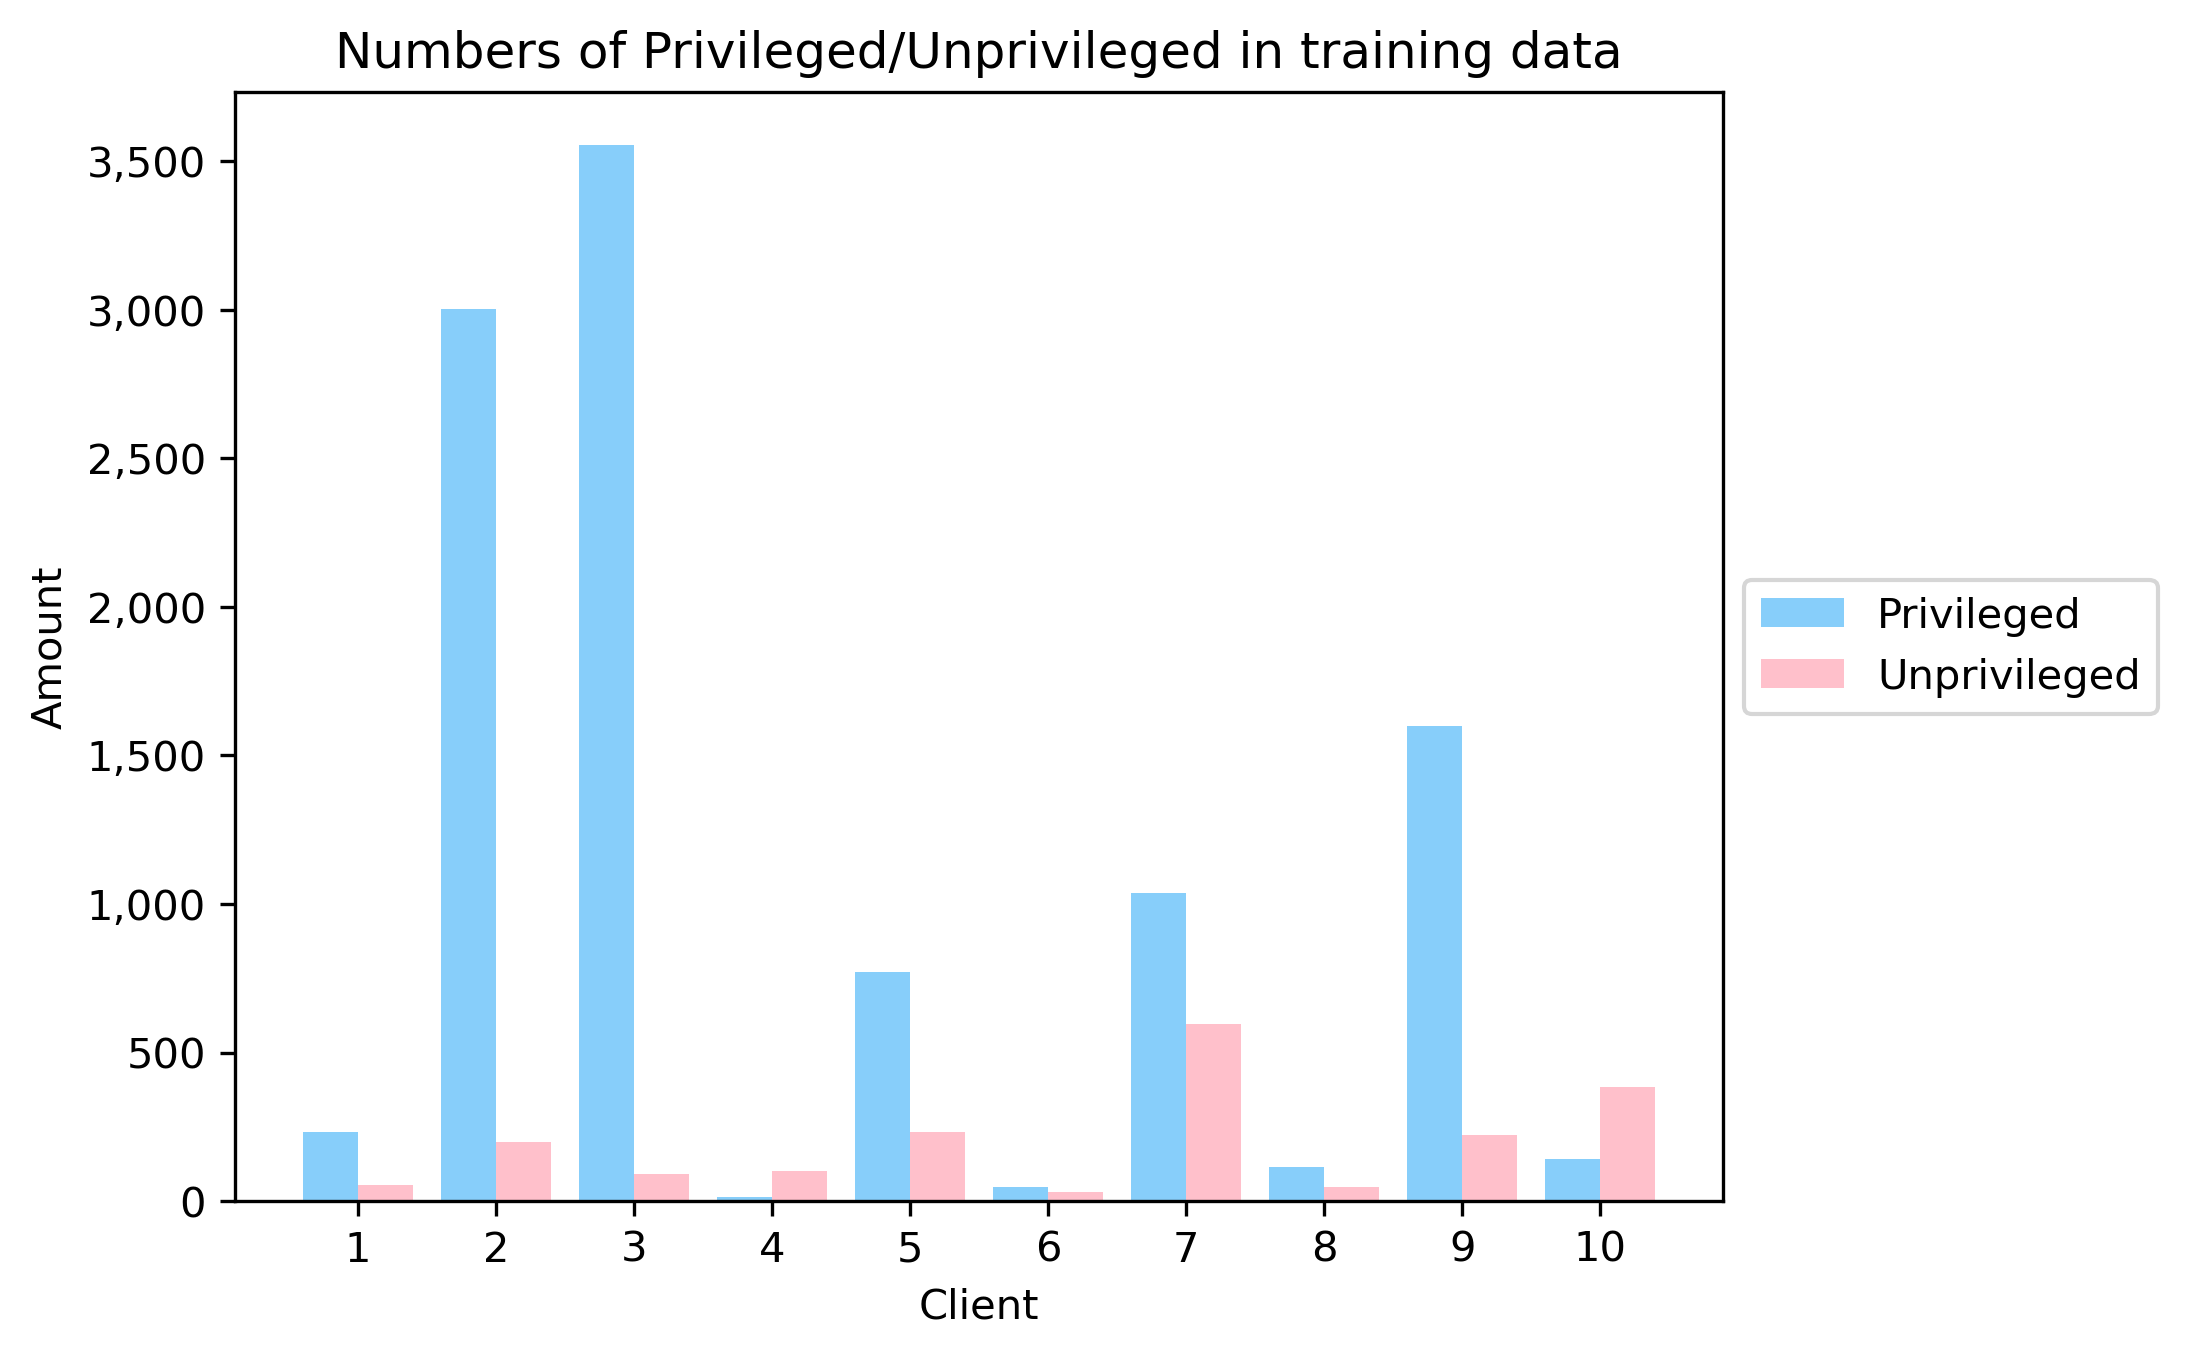 Numbers of Privileged/Unprivileged in training data
3,500
3,000
2,500
2,000
1,500
1,000
500
0
Amount
1 2 3 4 5 6 7 8 9 10
Client
Privileged
Unprivileged